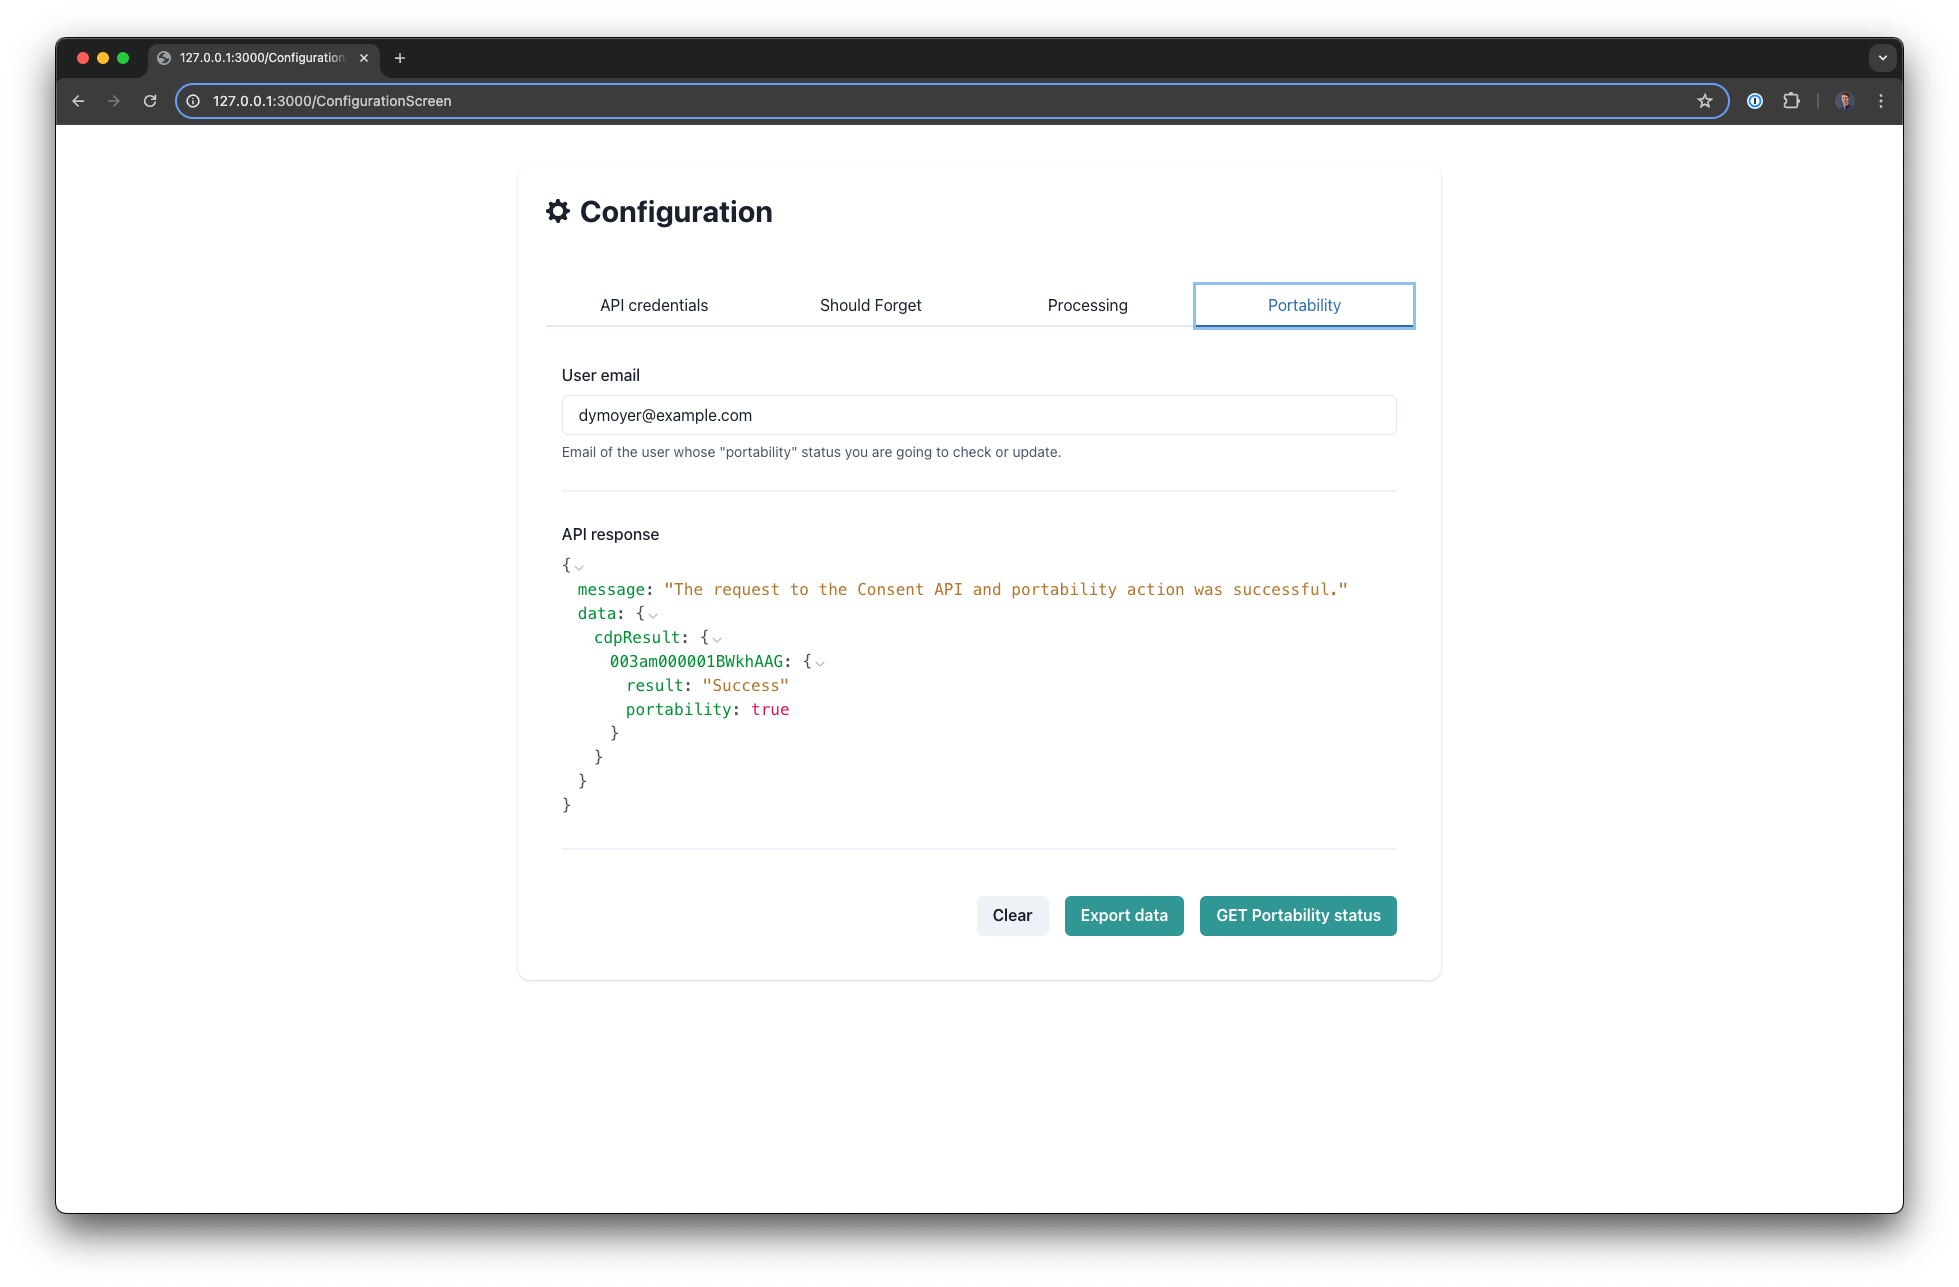 127.0.0.1:3000/Configuration
127.0.0.1:3000/ConfigurationScreen
Configuration
API credentials Should Forget Processing Portability
User email
dymoyer@example.com
Email of the user whose "portability" status you are going to check or update.
API response
{
message: "The request to the Consent API and portability action was successful."
data: {
cdpResult: {
003am000001BWkhAAG: {
result: "Success"
portability: true
}
}
}
}
Clear Export data GET Portability status